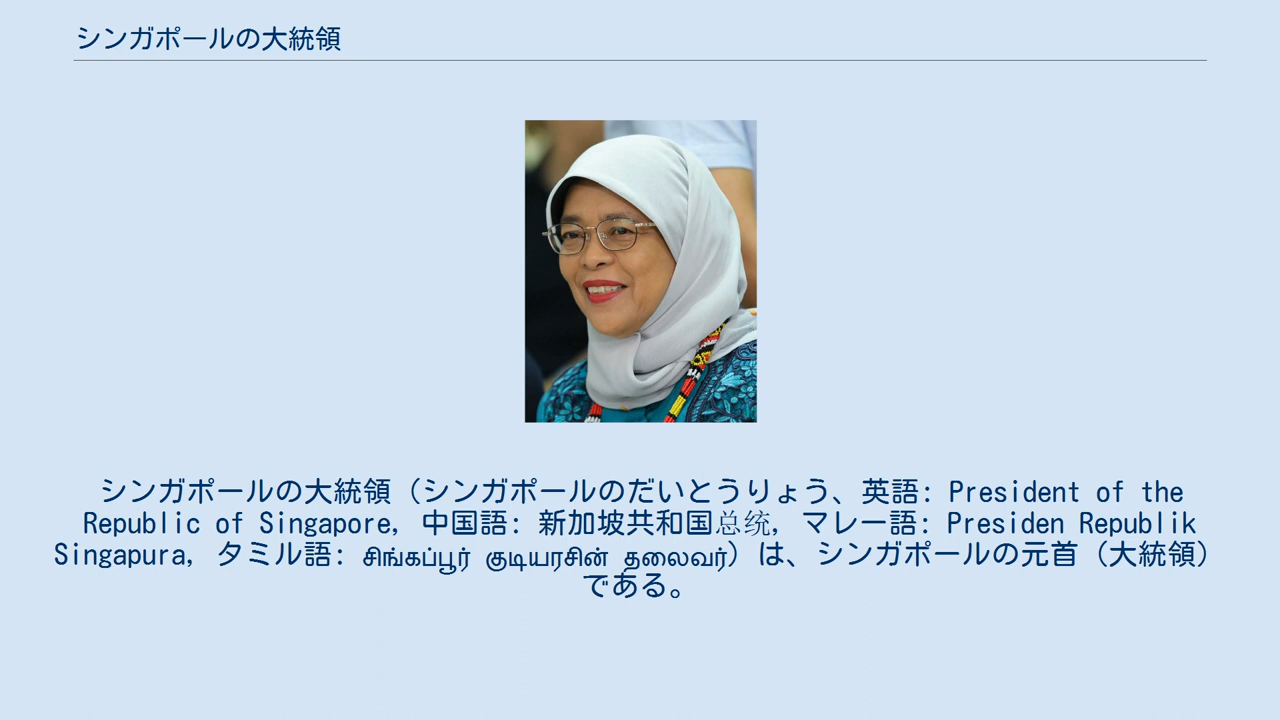 シンガポールの大統領
シンガポールの大統領（シンガポールのだいとうりょう、英語: President of the
Republic of Singapore, 中国語: 新加坡共和国总统, マレー語: Presiden Republik
Singapura, タミル語: சிங்கப்பூர் குடியரசின் தலைவர்）は、シンガポールの元首（大統領）
である。